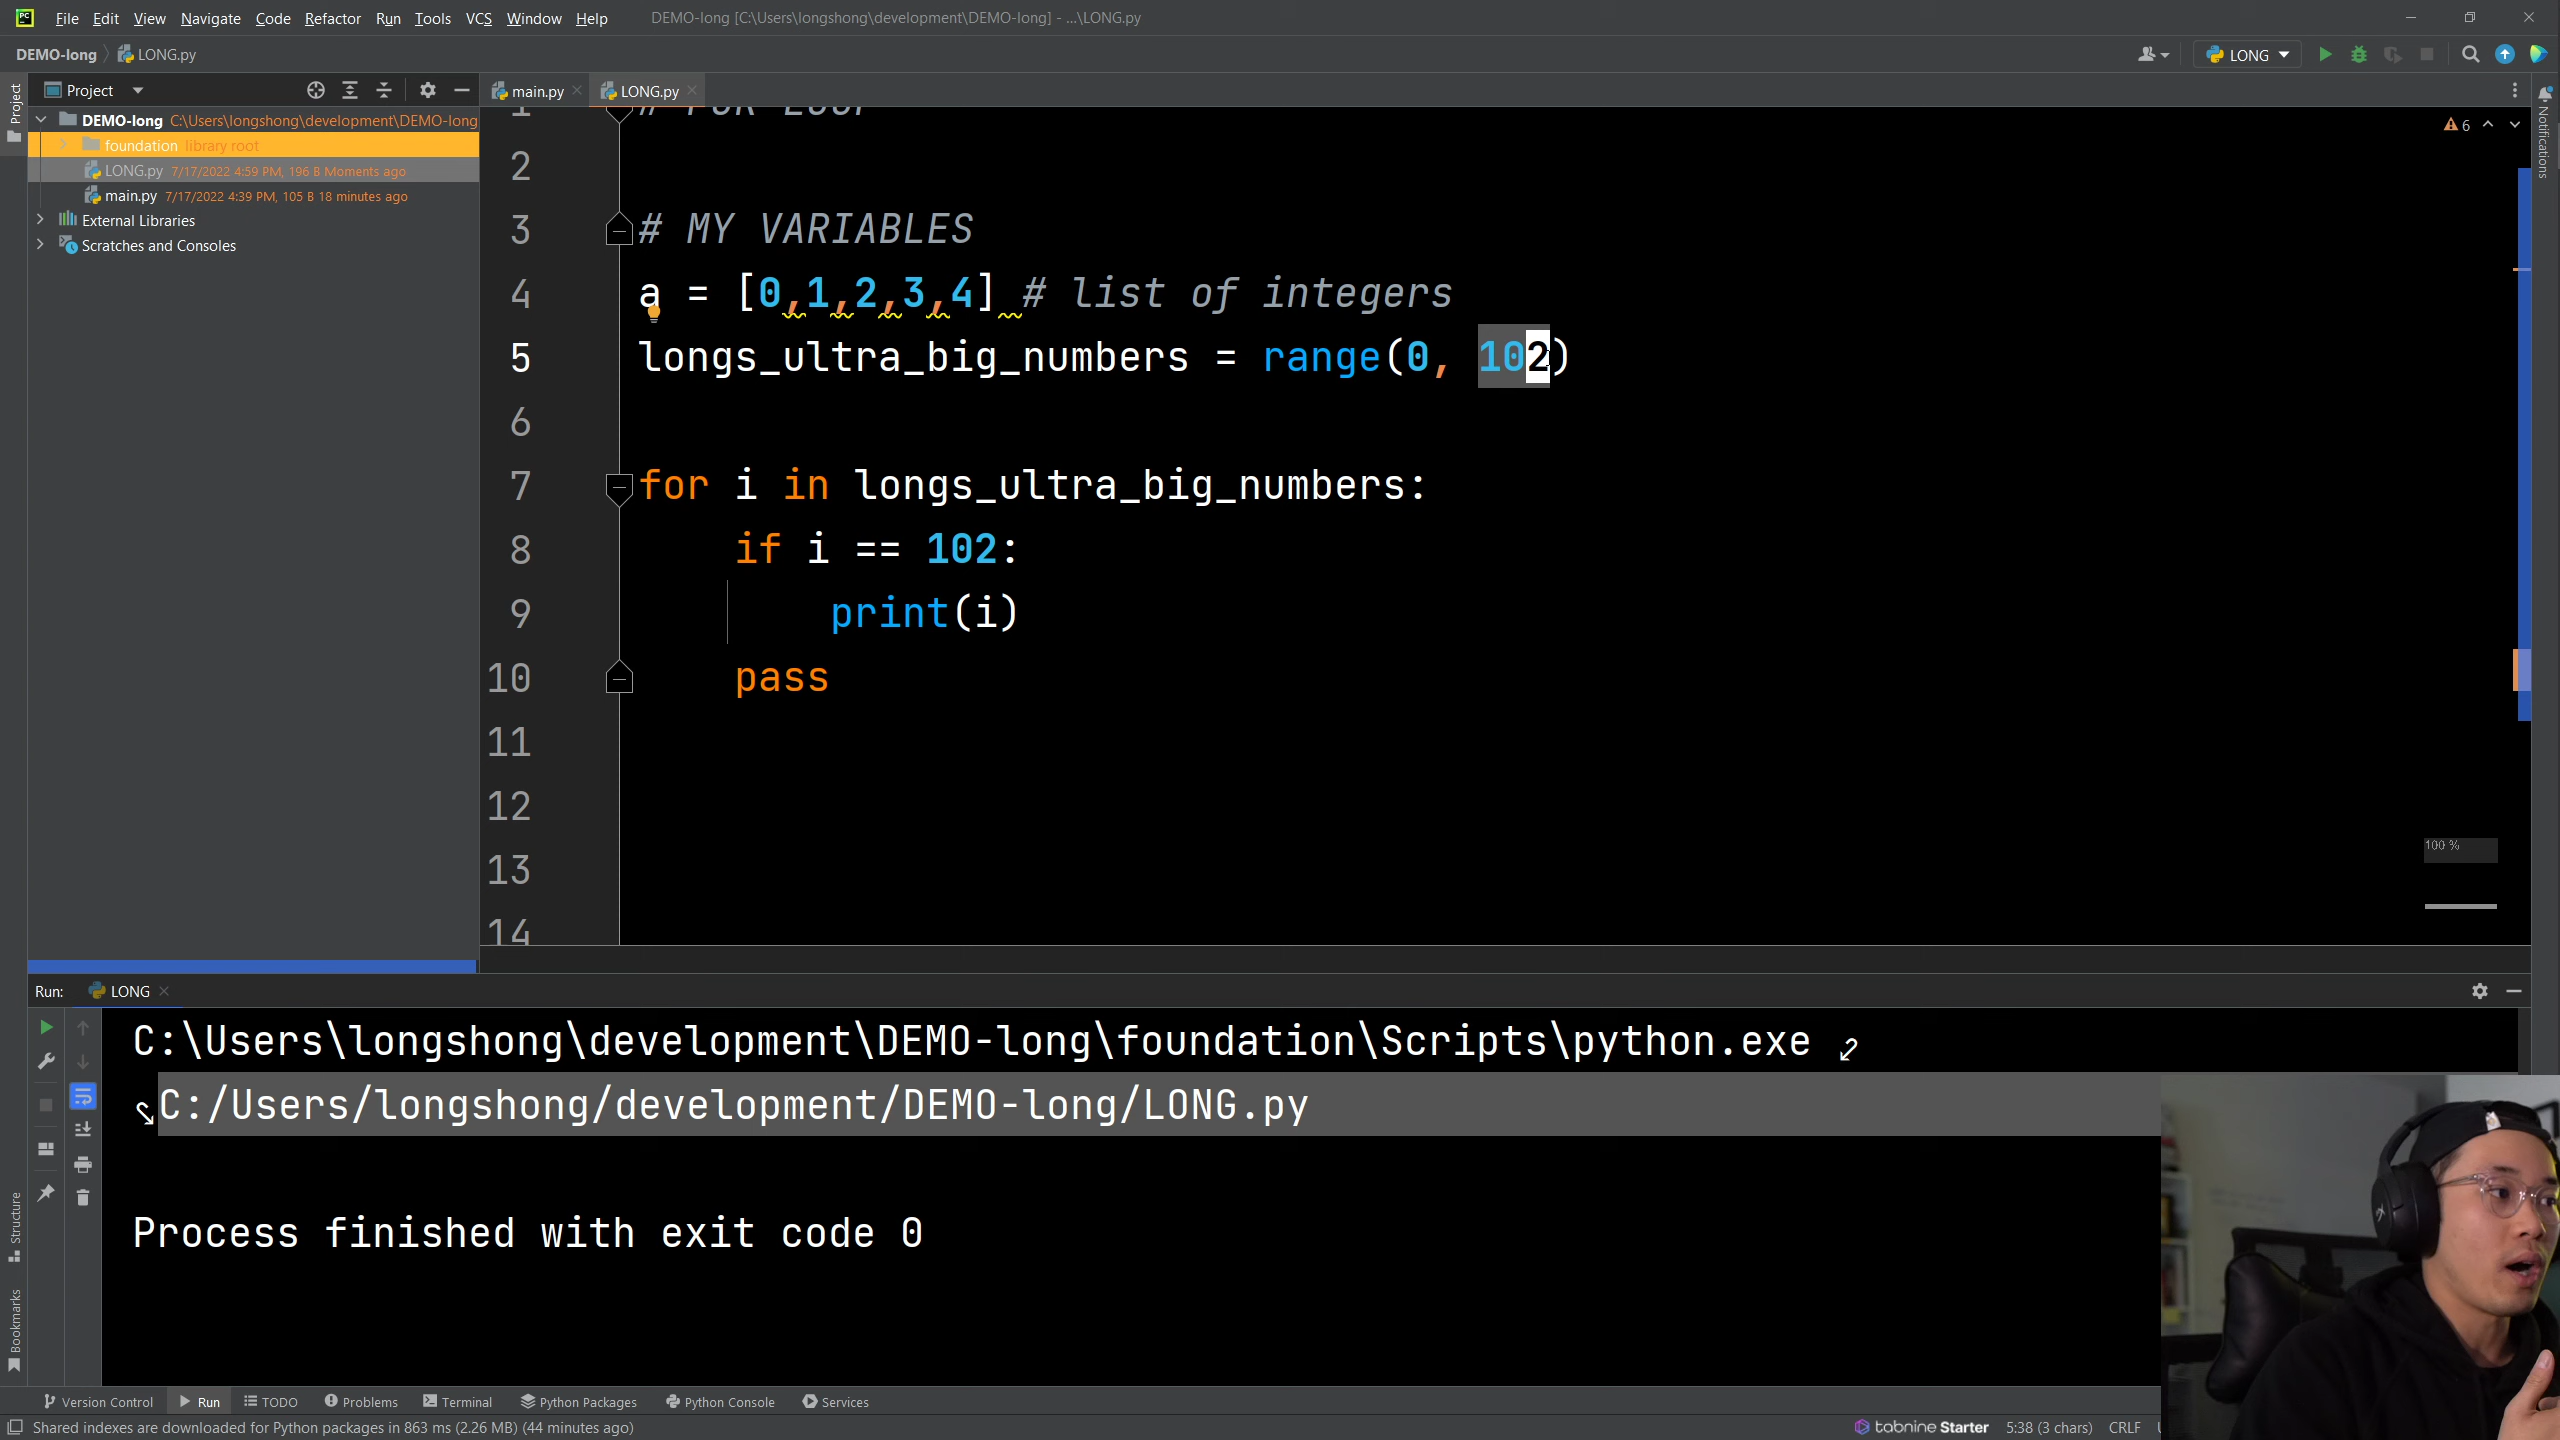 File Edit View Navigate Code Refactor Run Tools VCS Window Help DEMO-long [C:\Users\longshong\development\DEMO-long] - ...\LONG.py
DEMO-long LONG.py
LONG
Project
main.py
LONG.py
DEMO-long C:\Users\longshong\development\DEMO-long
foundation library root
LONG.py 7/17/2022 4:59 PM, 196 B Moments ago
main.py 7/17/2022 4:39 PM, 105 B 18 minutes ago
External Libraries
Scratches and Consoles
Project
Structure
Bookmarks
Notifications
6
1 # FOR LOOP
2
3 # MY VARIABLES
4 a = [0,1,2,3,4] # list of integers
5 longs_ultra_big_numbers = range(0, 102)
6
7 for i in longs_ultra_big_numbers:
8 if i == 102:
9 print(i)
10 pass
11
12
13
14
100 %
Run: LONG
C:\Users\longshong\development\DEMO-long\foundation\Scripts\python.exe
C:/Users/longshong/development/DEMO-long/LONG.py
Process finished with exit code 0
Version Control Run TODO Problems Terminal Python Packages Python Console Services
Shared indexes are downloaded for Python packages in 863 ms (2.26 MB) (44 minutes ago)
tabnine Starter 5:38 (3 chars) CRLF